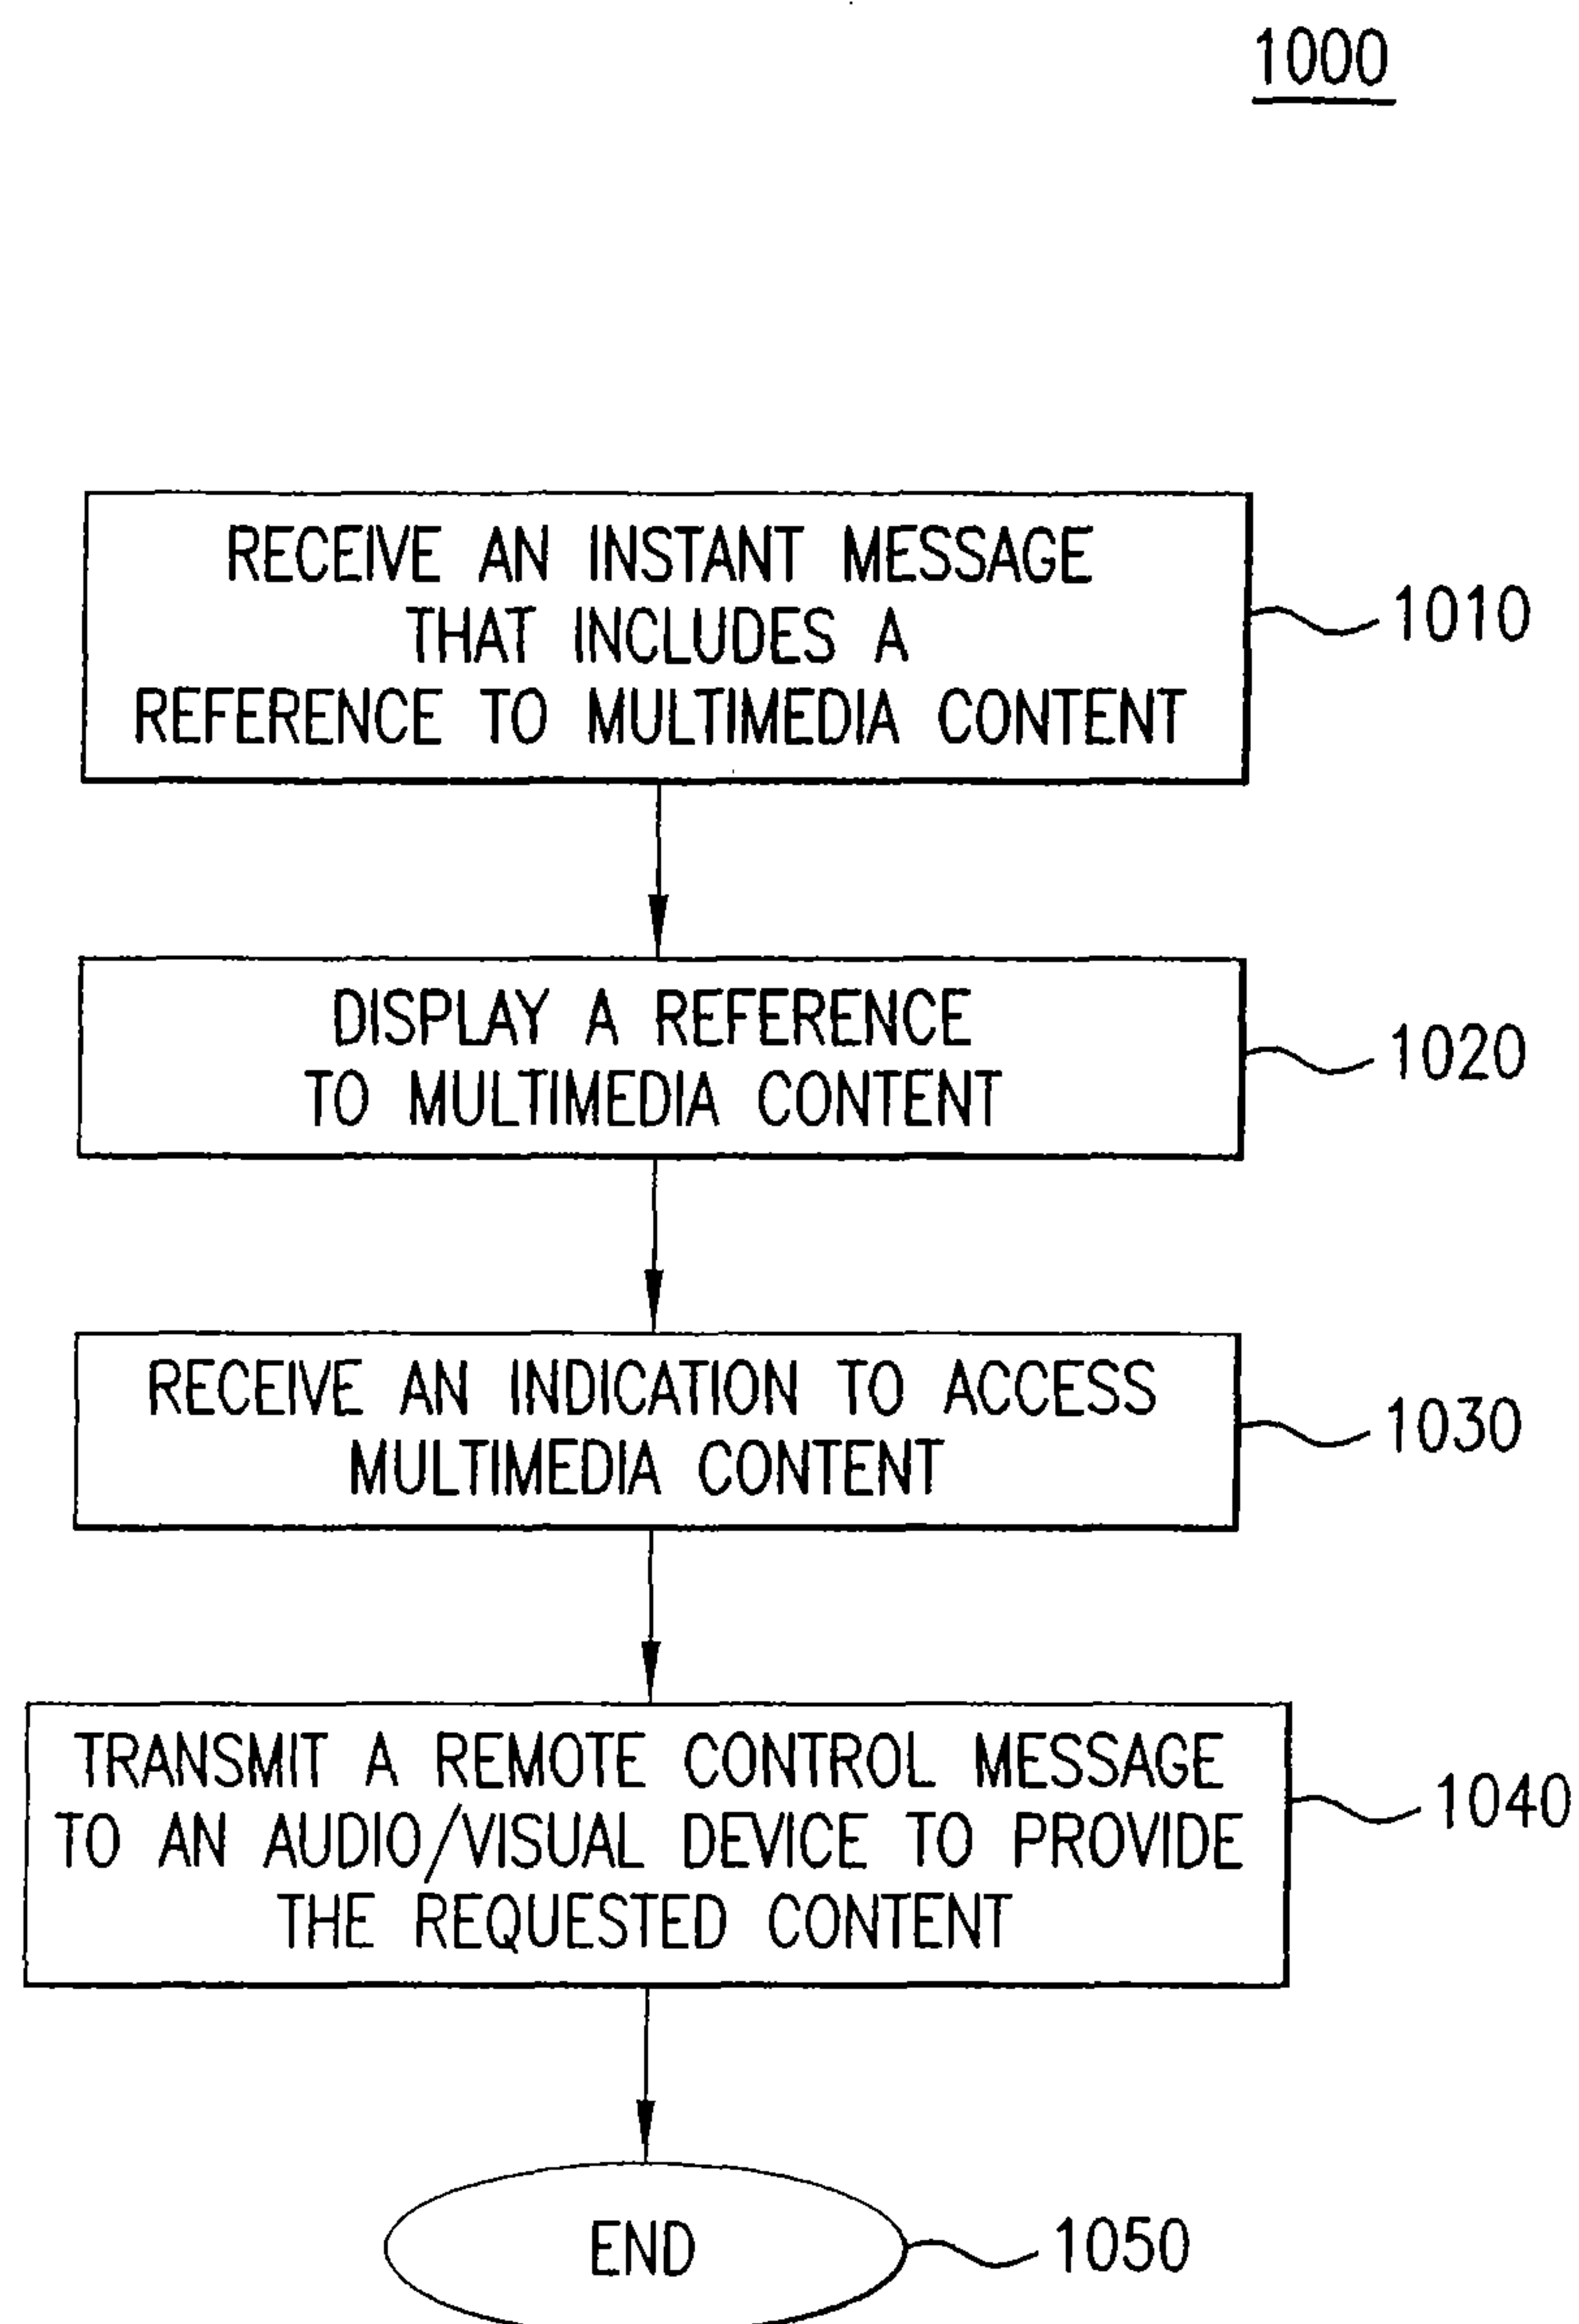 1000
RECEIVE AN INSTANT MESSAGE
THAT INCLUDES A
REFERENCE TO MULTIMEDIA CONTENT
1010
DISPLAY A REFERENCE
TO MULTIMEDIA CONTENT
1020
RECEIVE AN INDICATION TO ACCESS
MULTIMEDIA CONTENT
1030
TRANSMIT A REMOTE CONTROL MESSAGE
TO AN AUDIO/VISUAL DEVICE TO PROVIDE
THE REQUESTED CONTENT
1040
END
1050